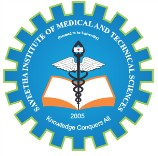 SAVEETHA INSTITUTE OF MEDICAL AND TECHNICAL SCIENCES
2005
Knowledge Conquers All